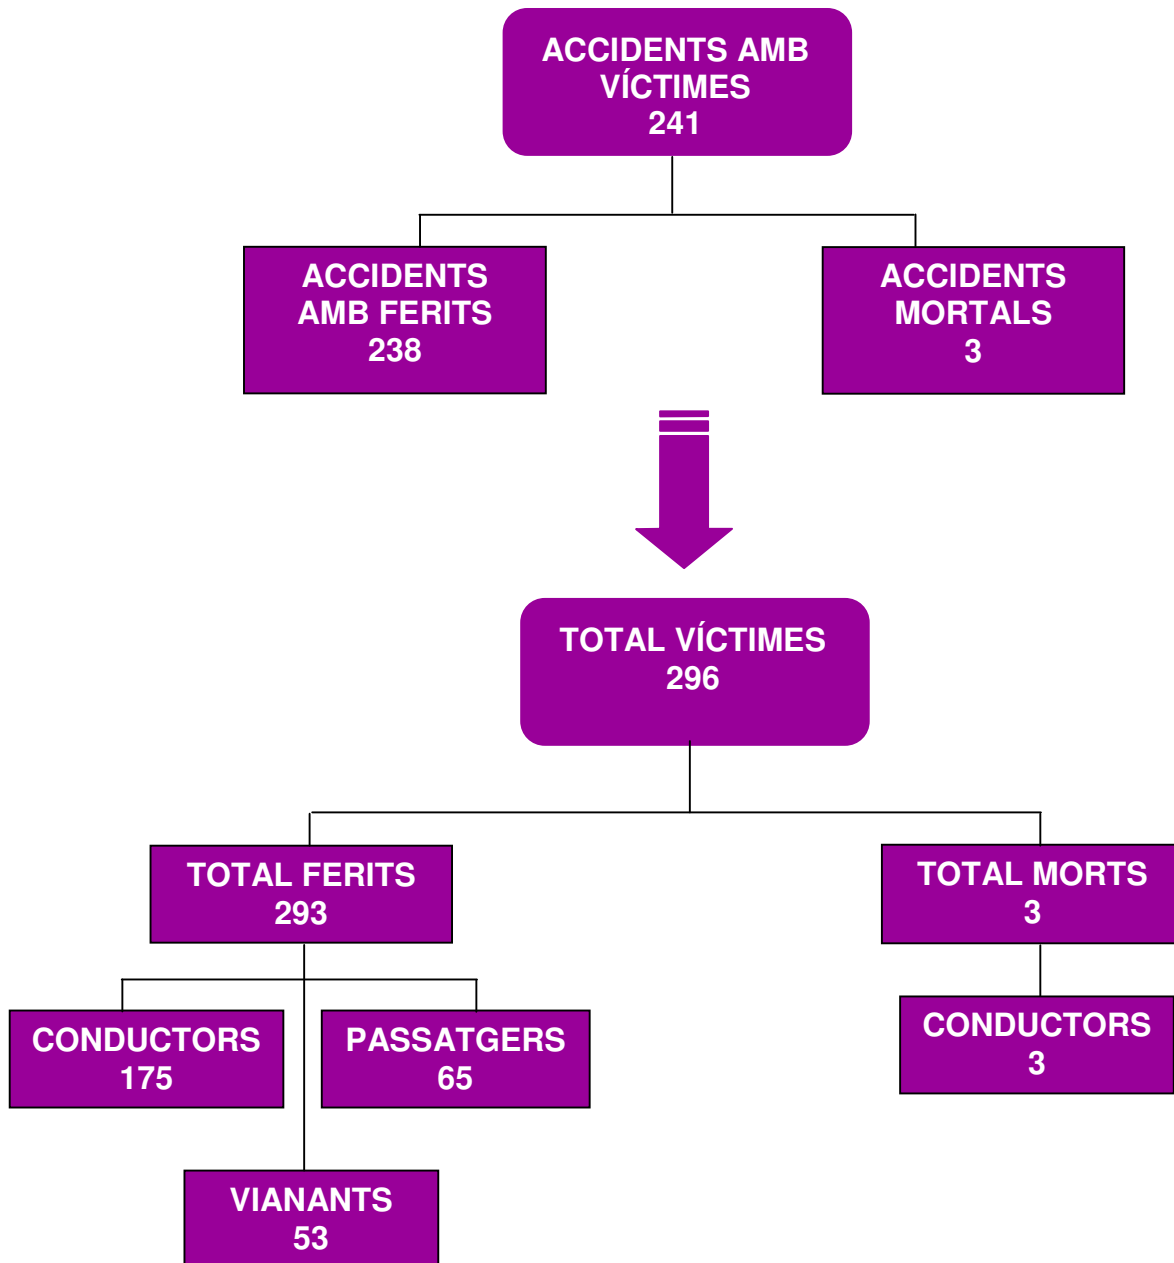 ACCIDENTS AMB
VÍCTIMES
241
ACCIDENTS
AMB FERITS
238
ACCIDENTS
MORTALS
3
TOTAL VÍCTIMES
296
TOTAL FERITS
293
TOTAL MORTS
3
CONDUCTORS
175
PASSATGERS
65
CONDUCTORS
3
VIANANTS
53